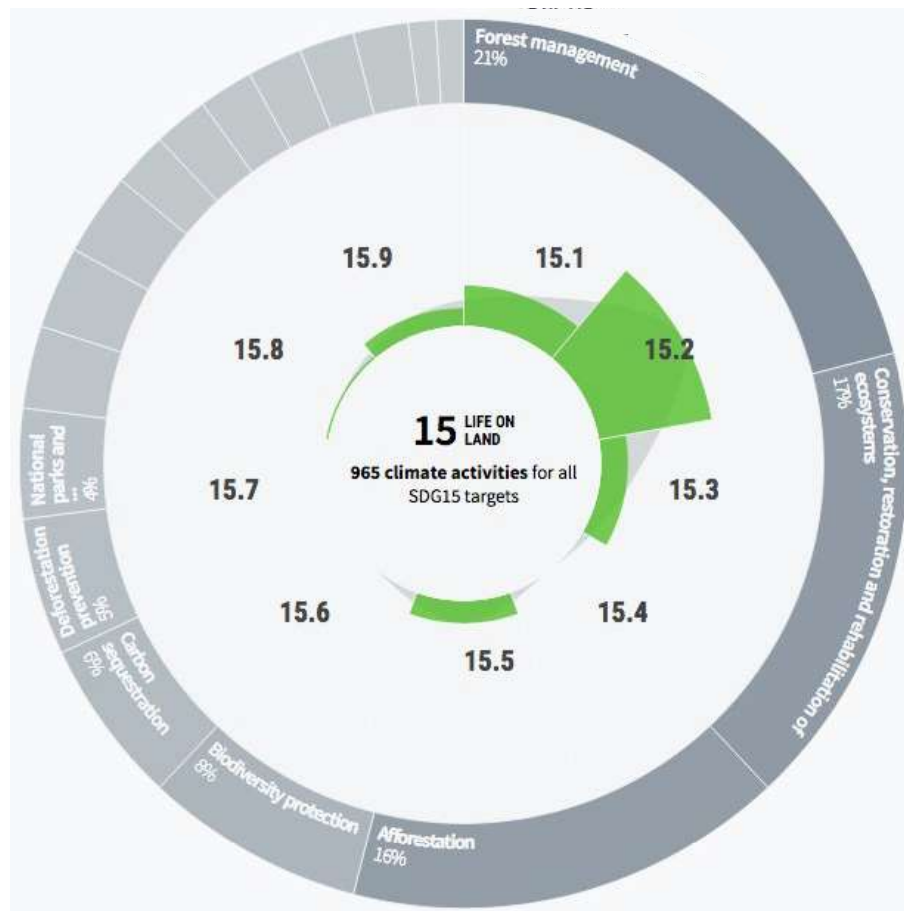 Forest management
21%
Conservation, restoration and rehabilitation of
ecosystems
17%
Afforestation
16%
Biodiversity protection
8%
Carbon
sequestration
6%
Deforestation
prevention
5%
National
parks and
...
4%
15.1
15.2
15.3
15.4
15.5
15.6
15.7
15.8
15.9
15 LIFE ON
LAND
965 climate activities for all
SDG15 targets